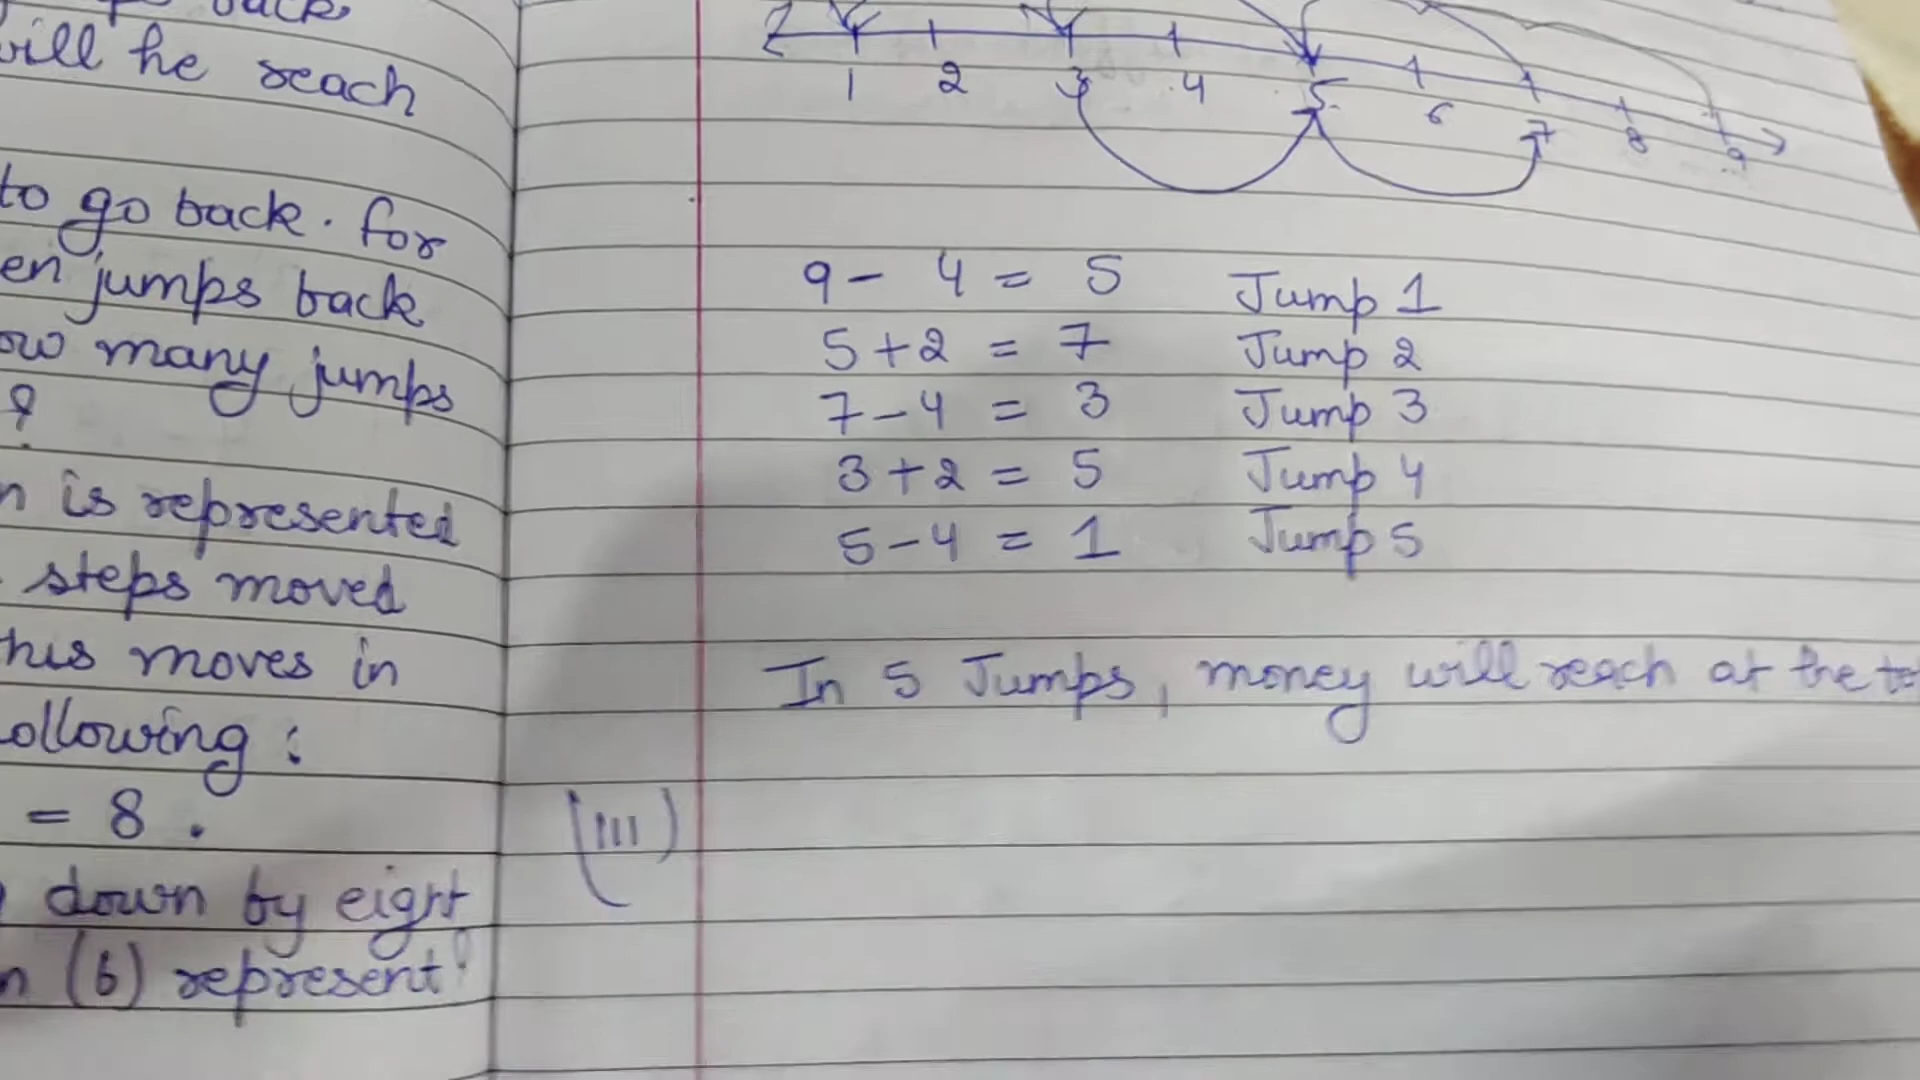 back
will he reach
to go back. for
en jumps back
ow many jumps
?
n is represented
steps moved
his moves in
ollowing :
= 8 .
down by eight
n (6) represent?
1 2 3 4 5 6 7 8 9
9 - 4 = 5 Jump 1
5 + 2 = 7 Jump 2
7 - 4 = 3 Jump 3
3 + 2 = 5 Jump 4
5 - 4 = 1 Jump 5
In 5 Jumps, money will reach at the
(III)